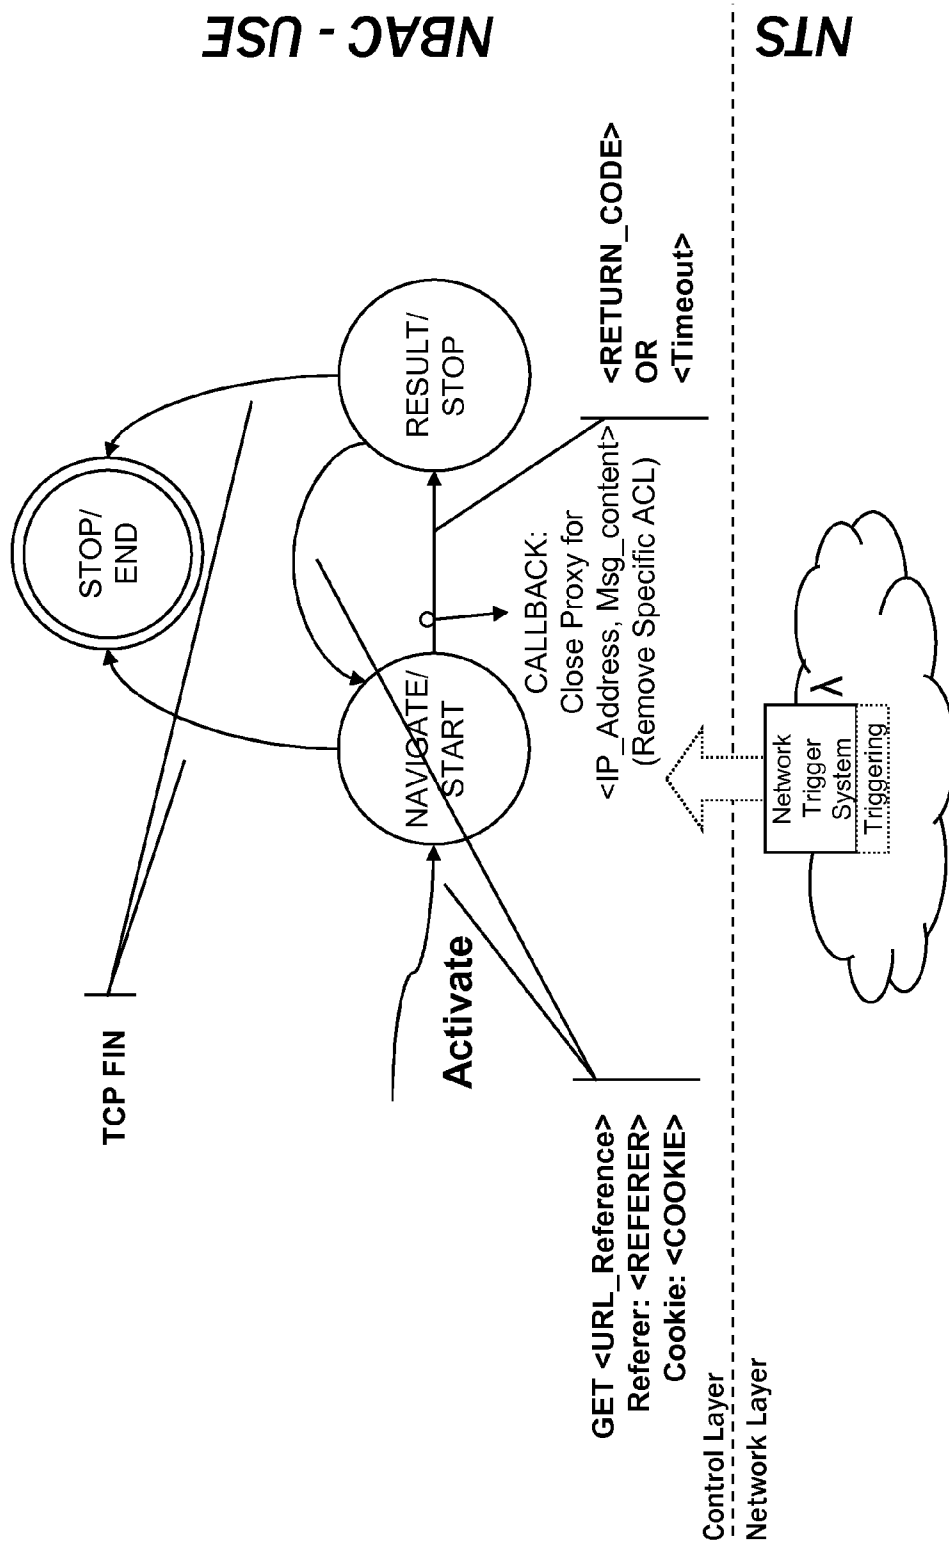 NBAC - USE
TCP FIN
STOP/
END
NAVIGATE/
START
RESULT/
STOP
Activate
CALLBACK:
Close Proxy for
<IP_Address, Msg_content>
(Remove Specific ACL)
GET <URL_Reference>
Referer: <REFERER>
Cookie: <COOKIE>
<RETURN_CODE>
OR
<Timeout>
Control Layer
Network Layer
NTS
Network
Trigger
System
Triggering
Y